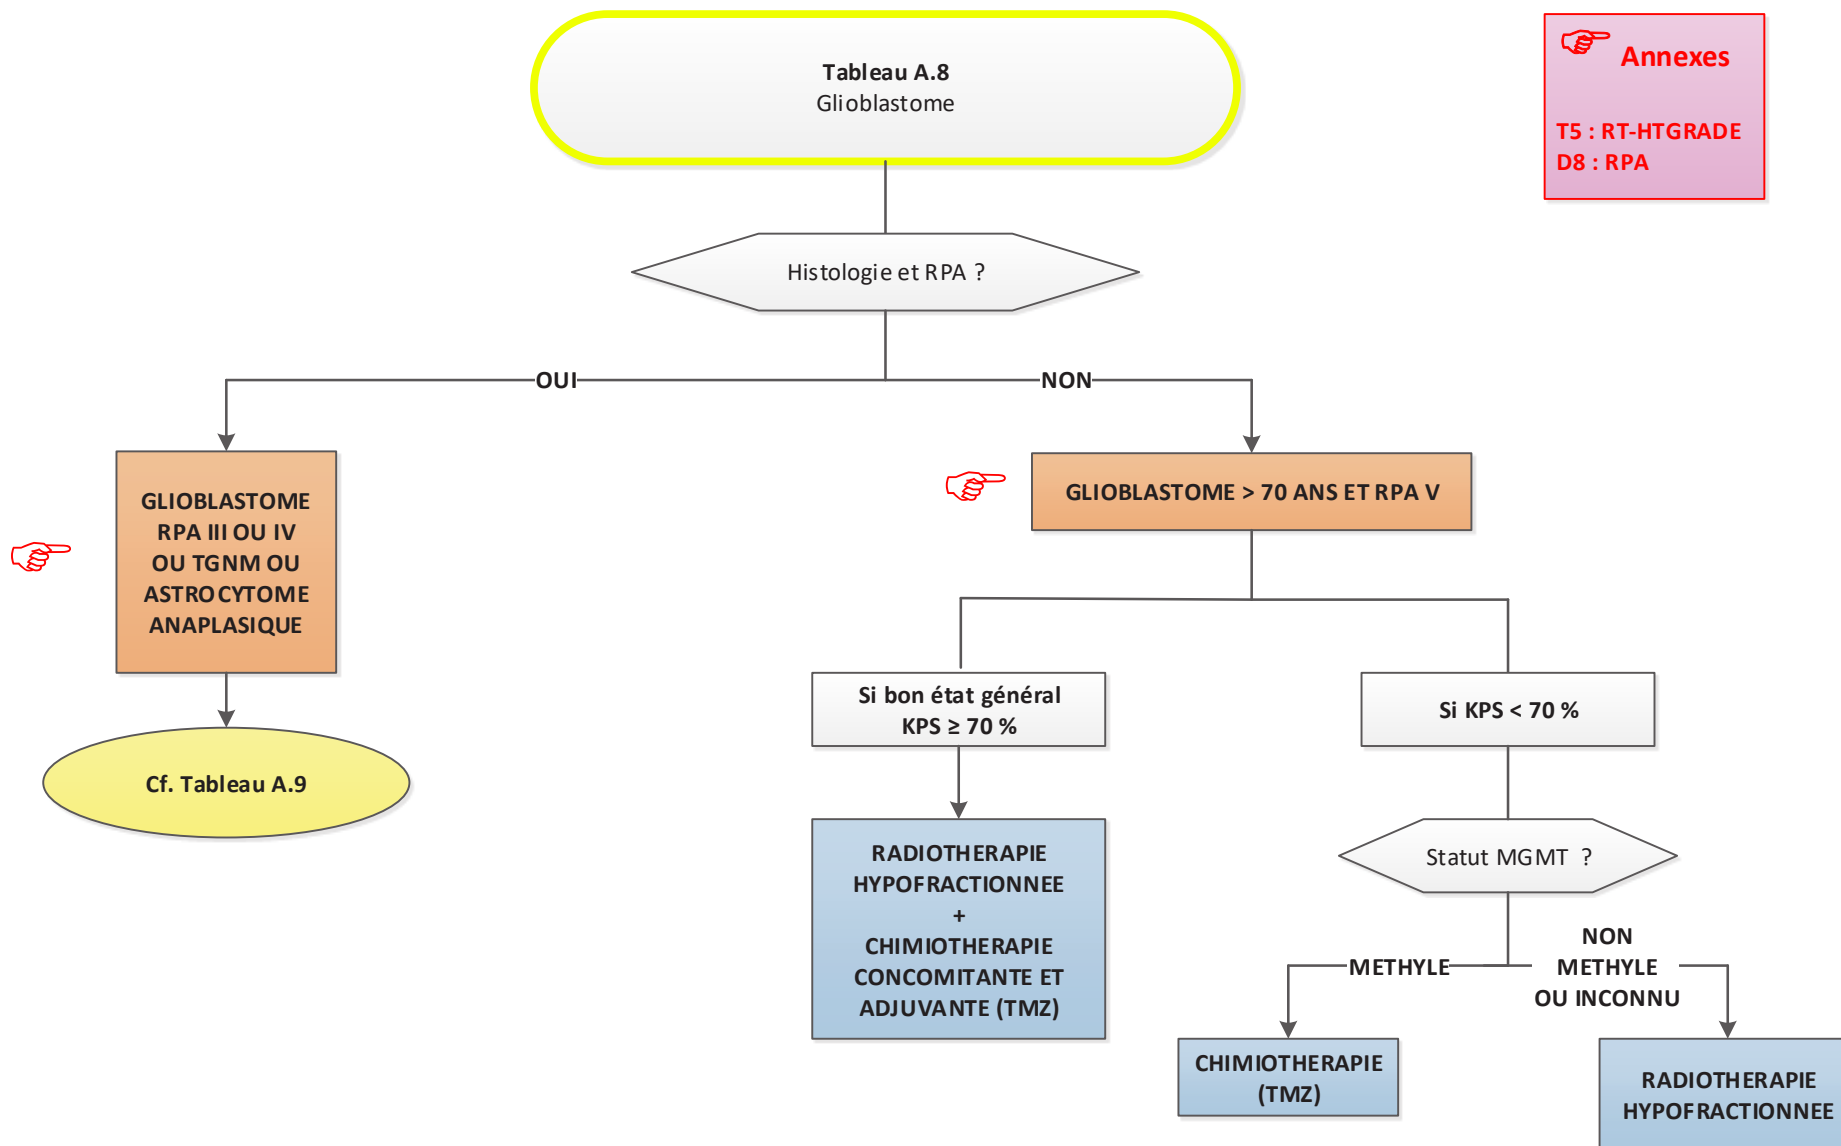 Tableau A.8
Glioblastome
Annexes
T5 : RT-HTGRADE
D8 : RPA
Histologie et RPA ?
OUI
NON
GLIOBLASTOME
RPA III OU IV
OU TGNM OU
ASTROCYTOME
ANAPLASIQUE
GLIOBLASTOME > 70 ANS ET RPA V
Si bon état général
KPS ≥ 70 %
Si KPS < 70 %
Cf. Tableau A.9
RADIOTHERAPIE
HYPOFRACTIONNEE
+
CHIMIOTHERAPIE
CONCOMITANTE ET
ADJUVANTE (TMZ)
Statut MGMT ?
METHYLE
NON
METHYLE
OU INCONNU
CHIMIOTHERAPIE
(TMZ)
RADIOTHERAPIE
HYPOFRACTIONNEE